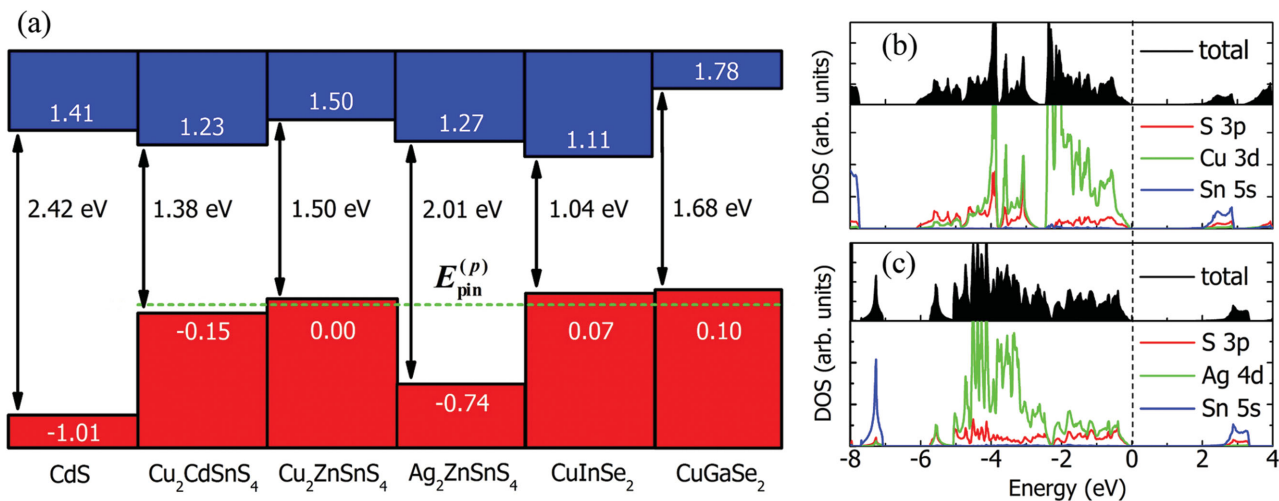 (a)
1.41
1.23
1.50
1.27
1.11
1.78
2.42 eV
1.38 eV
1.50 eV
2.01 eV
1.04 eV
1.68 eV
E_pin^(p)
-1.01
-0.15
0.00
-0.74
0.07
0.10
CdS
Cu₂CdSnS₄
Cu₂ZnSnS₄
Ag₂ZnSnS₄
CuInSe₂
CuGaSe₂
(b)
total
S 3p
Cu 3d
Sn 5s
DOS (arb. units)
(c)
total
S 3p
Ag 4d
Sn 5s
DOS (arb. units)
-8 -6 -4 -2 0 2 4
Energy (eV)